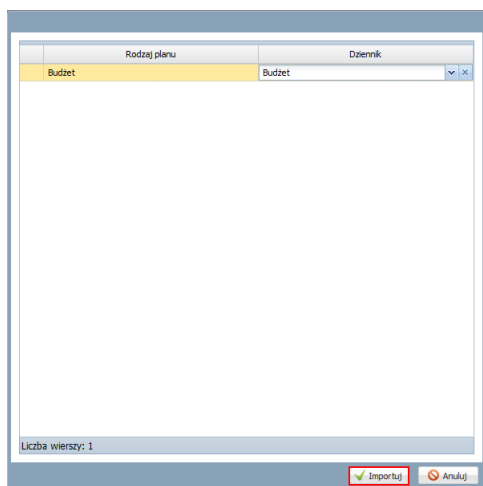 Rodzaj planu Dziennik
Budżet Budżet
Liczba wierszy: 1
Importuj Anuluj